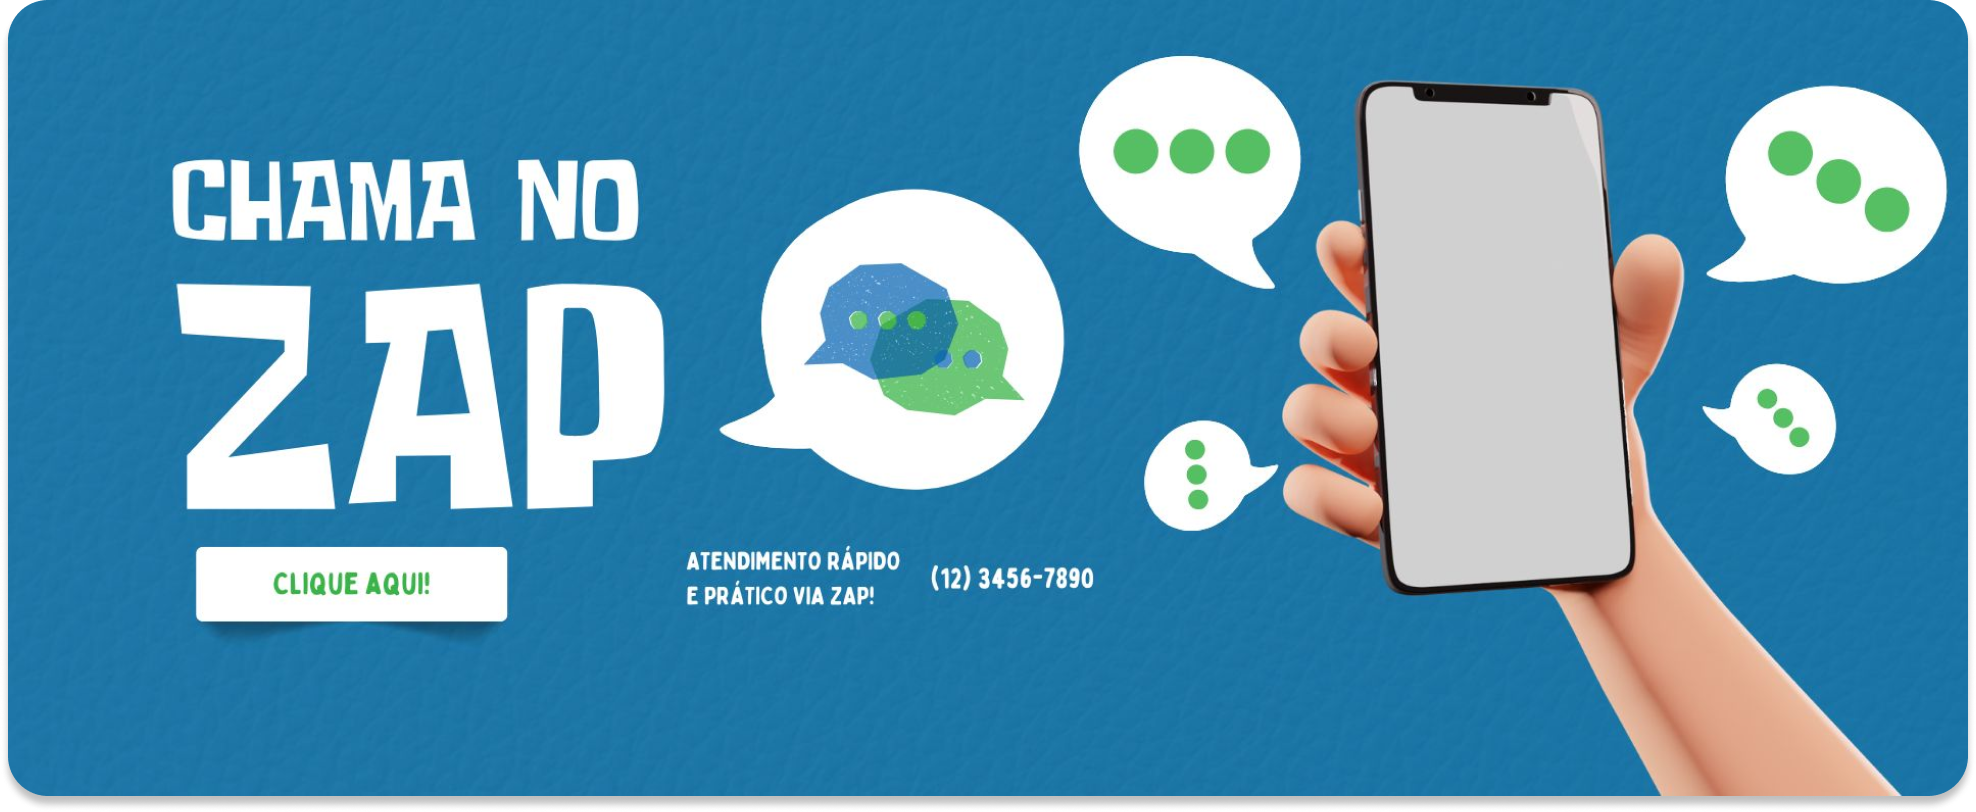 CHAMA NO
ZAP
CLIQUE AQUI!
ATENDIMENTO RÁPIDO
E PRÁTICO VIA ZAP!
(12) 3456-7890